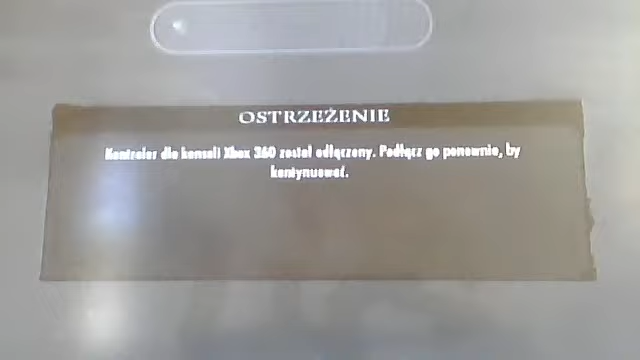 OSTRZEŻENIE
Kontroler dla konsoli Xbox 360 został odłączony. Podłącz go ponownie, by
kontynuować.